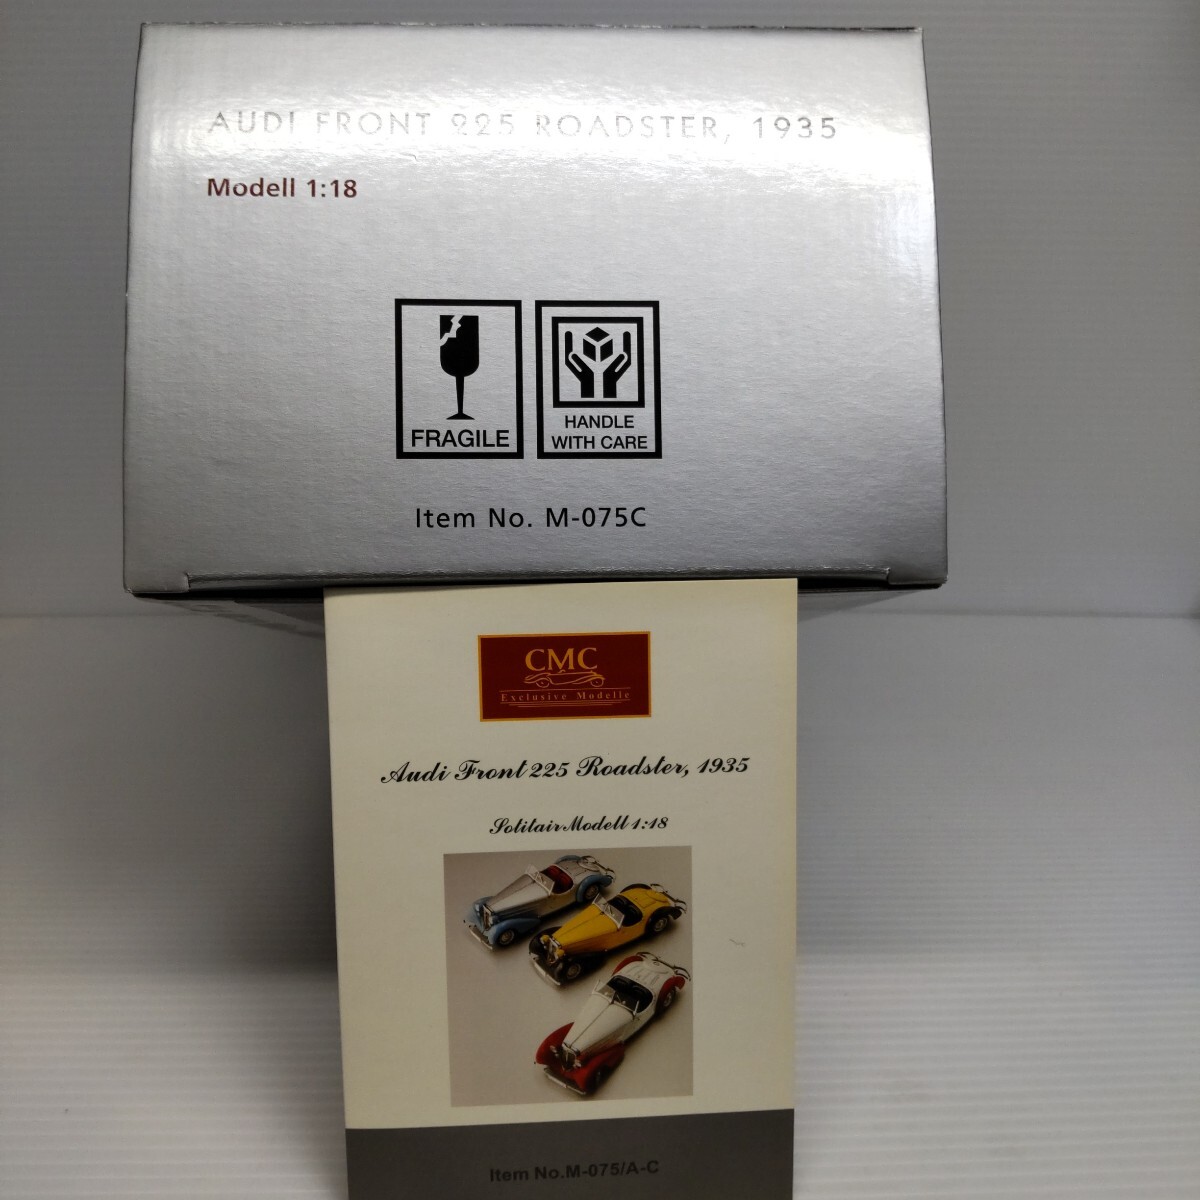 AUDI FRONT 225 ROADSTER, 1935
Modell 1:18
FRAGILE
HANDLE
WITH CARE
Item No. M-075C
CMC
Exclusive Modelle
Audi Front 225 Roadster, 1935
Solitair Modell 1:18
Item No.M-075/A-C